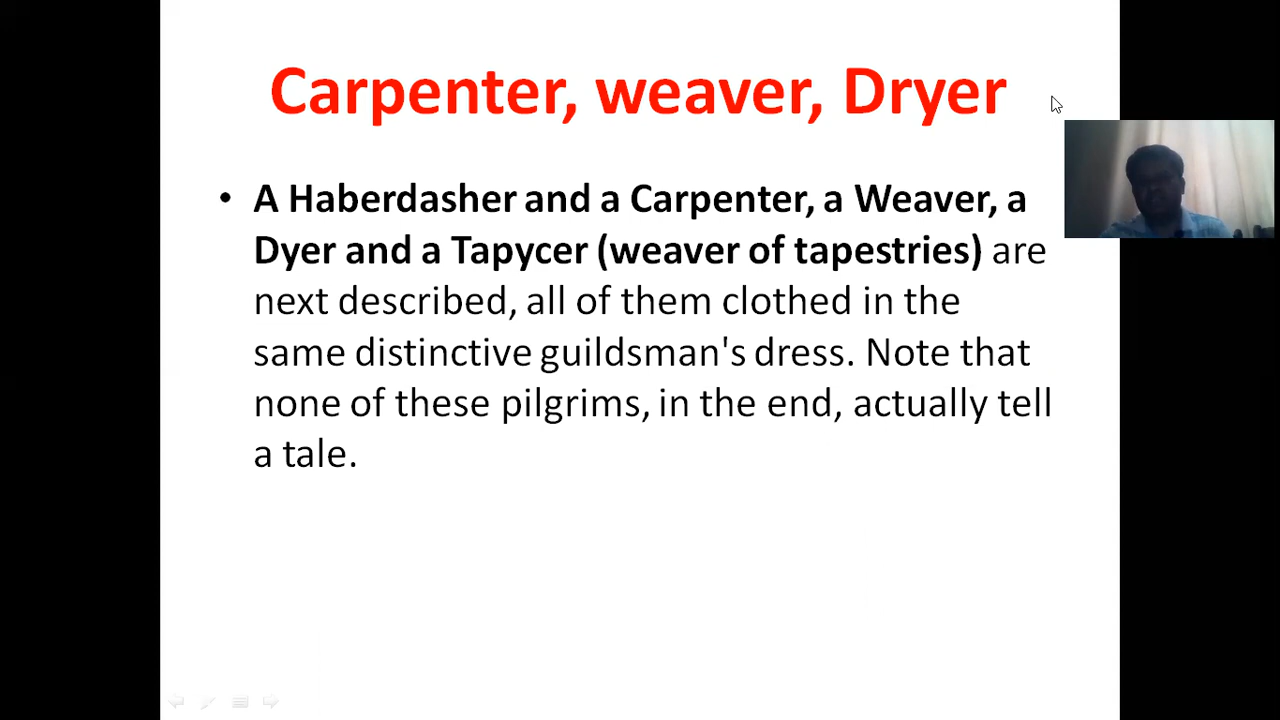 Carpenter, weaver, Dryer
• A Haberdasher and a Carpenter, a Weaver, a
Dyer and a Tapycer (weaver of tapestries) are
next described, all of them clothed in the
same distinctive guildsman's dress. Note that
none of these pilgrims, in the end, actually tell
a tale.